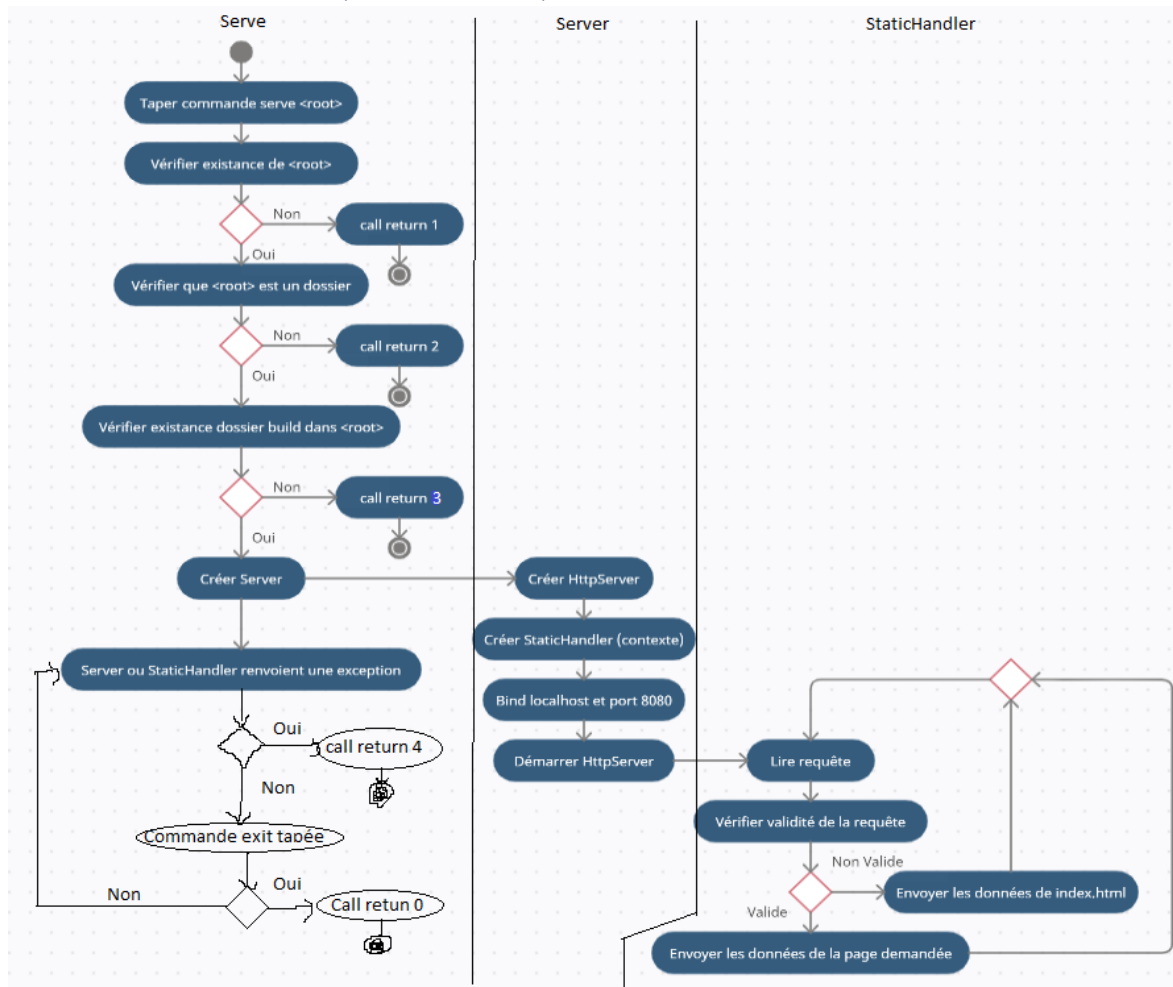 Serve
Server
StaticHandler
Taper commande serve <root>
Vérifier existance de <root>
Non
call return 1
Oui
Vérifier que <root> est un dossier
Non
call return 2
Oui
Vérifier existance dossier build dans <root>
Non
call return 3
Oui
Créer Server
Créer HttpServer
Créer StaticHandler (contexte)
Server ou StaticHandler renvoient une exception
Bind localhost et port 8080
Oui
call return 4
Démarrer HttpServer
Lire requête
Non
Vérifier validité de la requête
Commande exit tapée
Non Valide
Oui
Non
Call retun 0
Envoyer les données de index.html
Valide
Envoyer les données de la page demandée